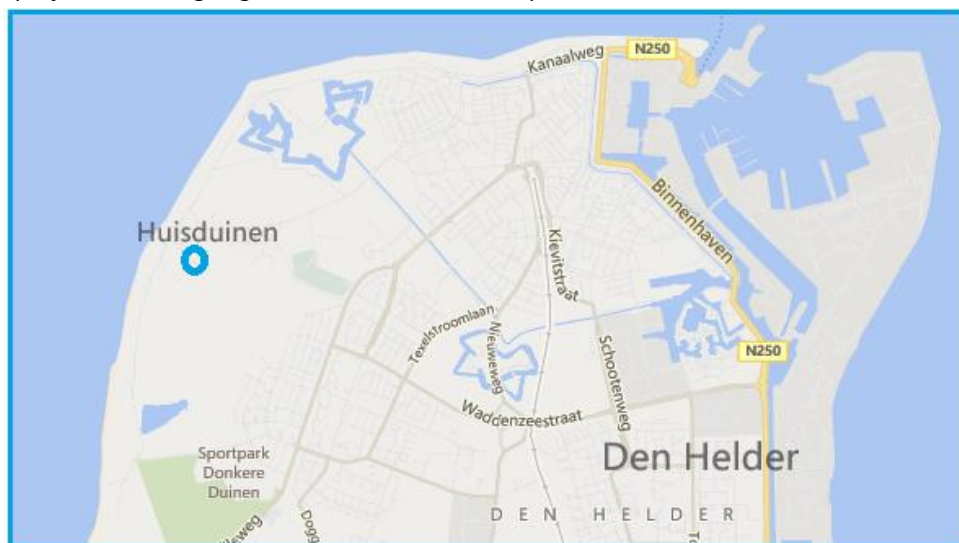 Kanaalweg
N250
Huisduinen
Binnenhaven
Kievitstraat
Texelstroomlaan
Nieuweweg
Schootenweg
N250
Waddenzeestraat
Den Helder
Sportpark
Donkere
Duinen
DEN HELDER